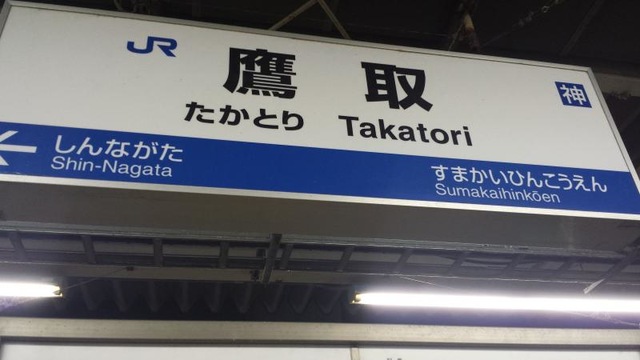 JR
鷹取
神
たかとり Takatori
しんながた
Shin-Nagata
すまかいひんこうえん
Sumakaihinkōen